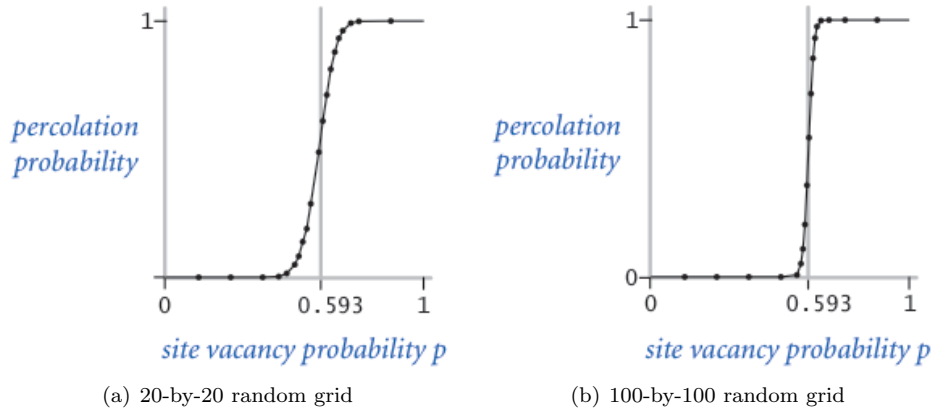 1
percolation
probability
0
0.593
1
site vacancy probability p
(a) 20-by-20 random grid
1
percolation
probability
0
0
0.593
1
site vacancy probability p
(b) 100-by-100 random grid